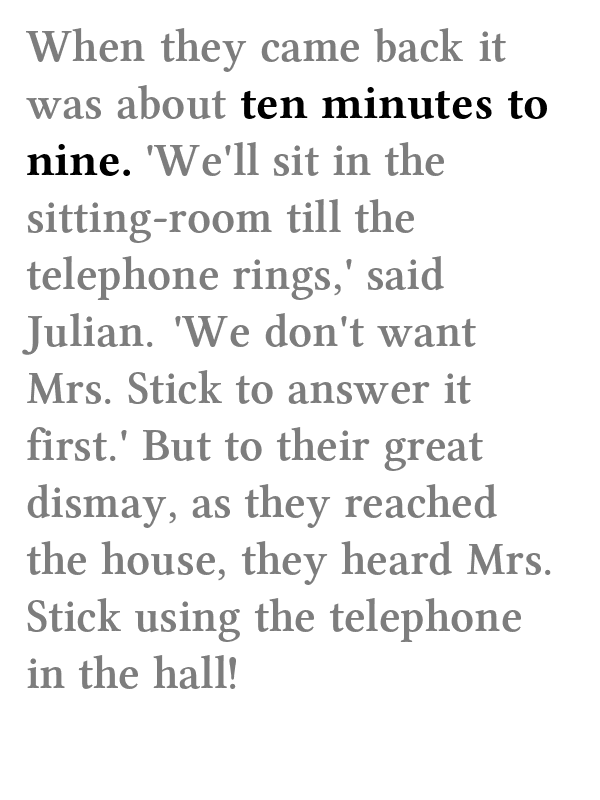 When they came back it
was about ten minutes to
nine. 'We'll sit in the
sitting-room till the
telephone rings,' said
Julian. 'We don't want
Mrs. Stick to answer it
first.' But to their great
dismay, as they reached
the house, they heard Mrs.
Stick using the telephone
in the hall!